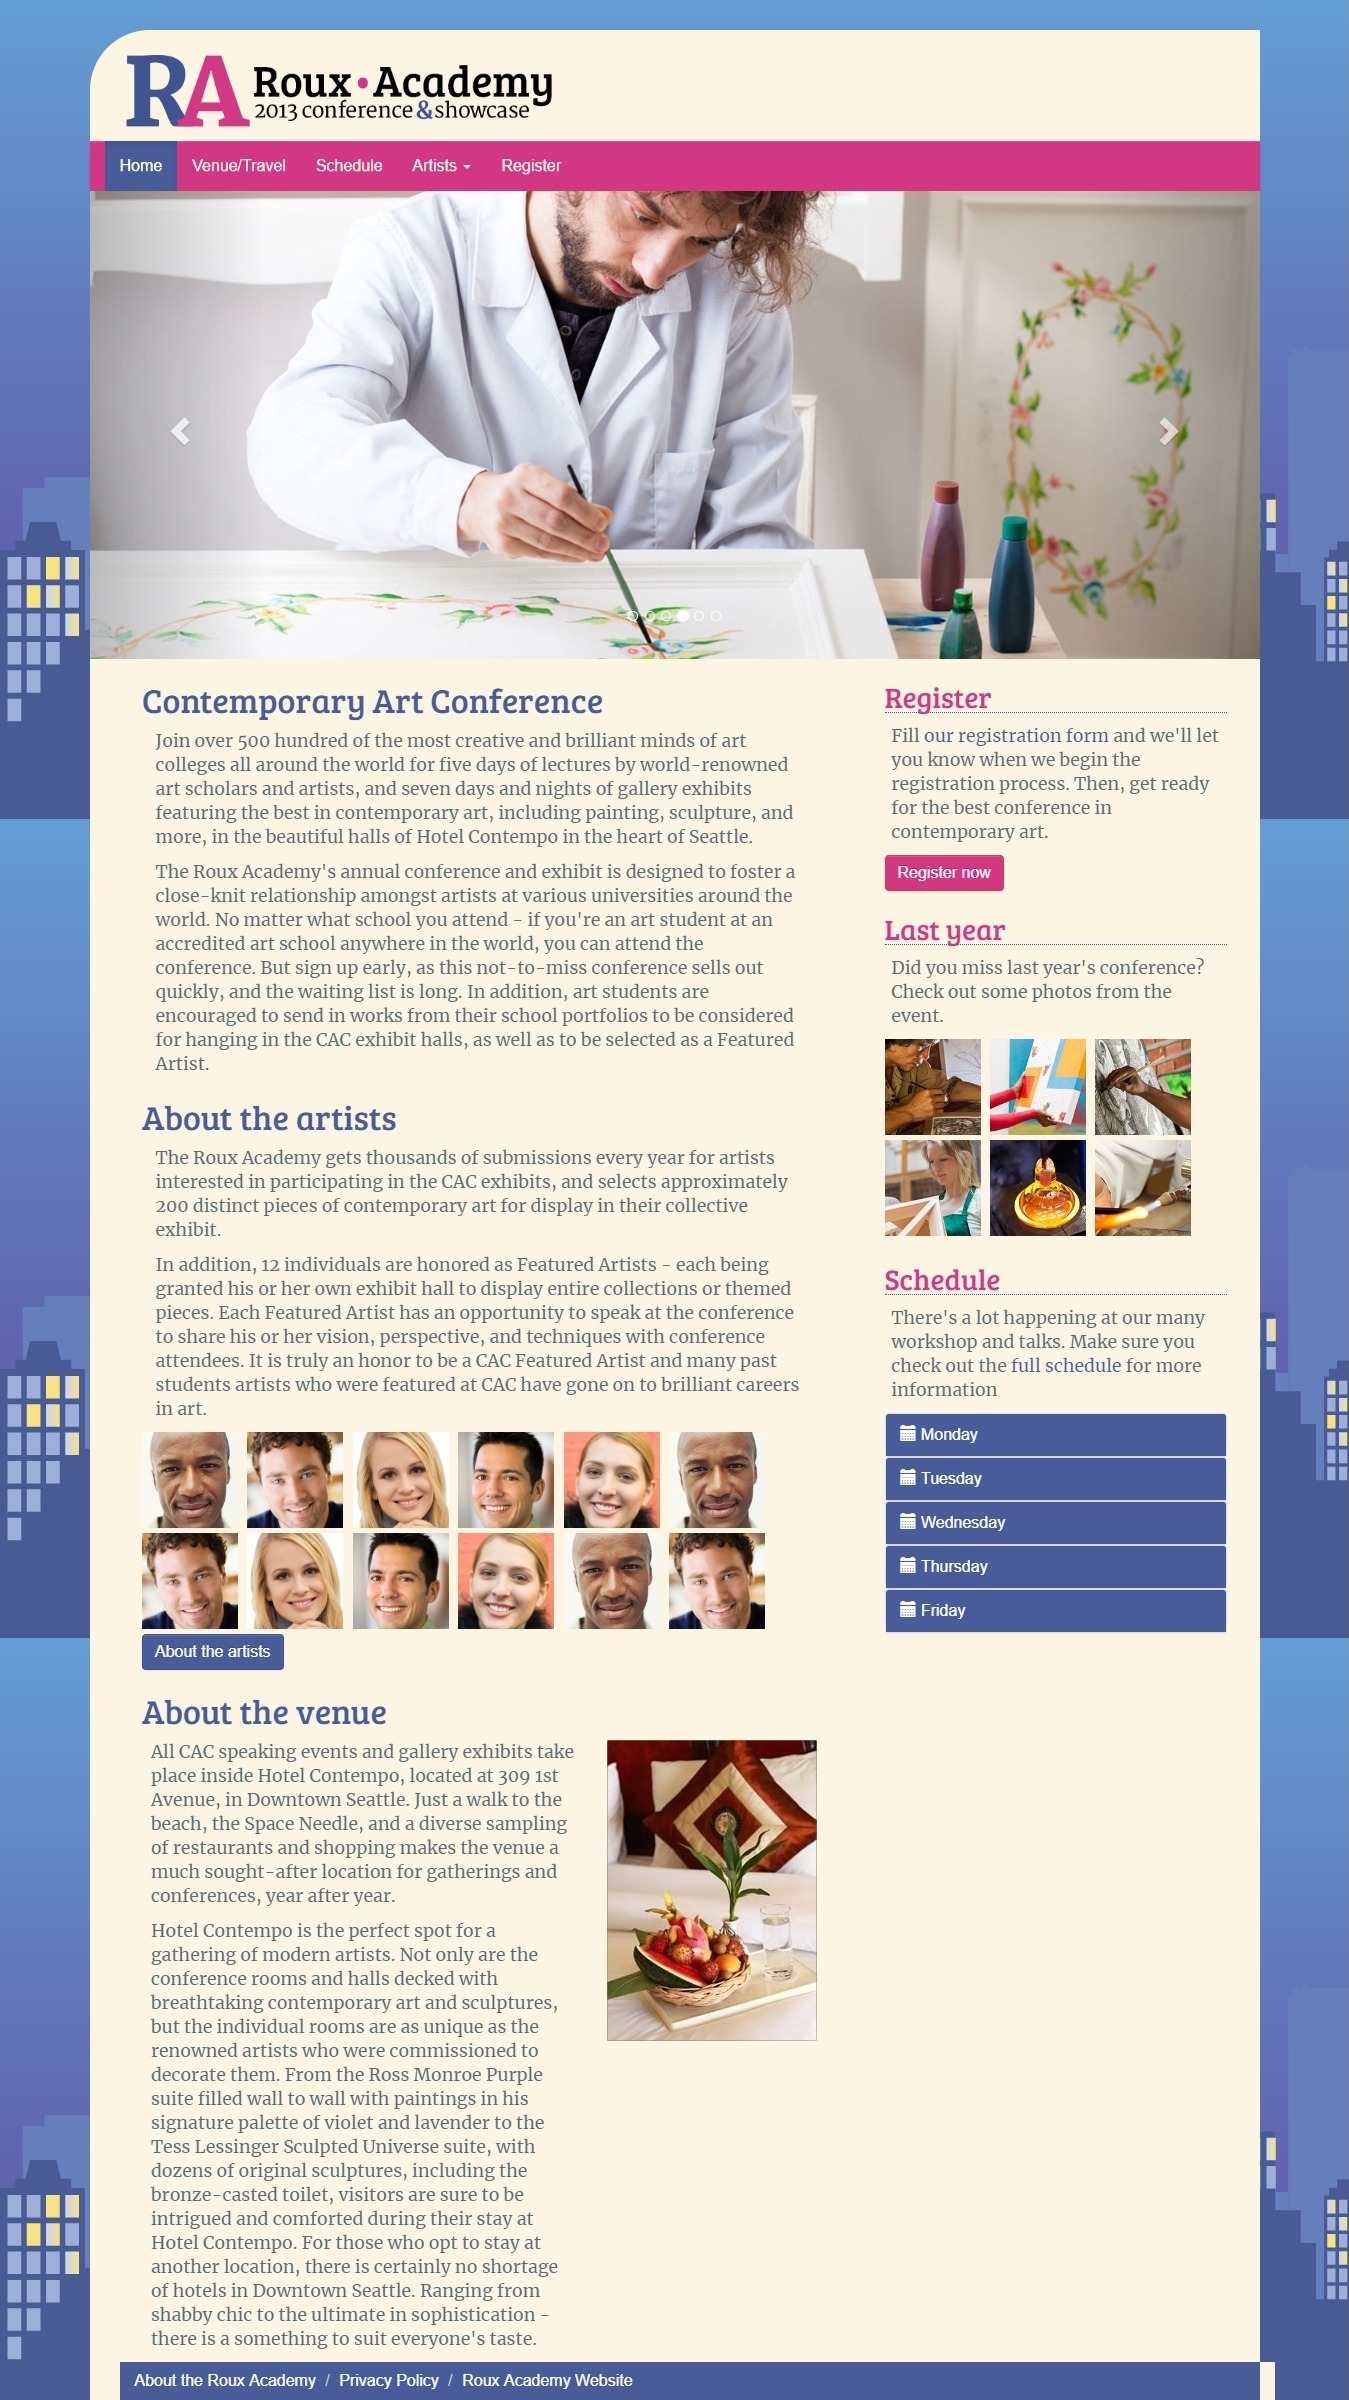 RA Roux•Academy
2013 conference&showcase
Home Venue/Travel Schedule Artists Register
Contemporary Art Conference
Join over 500 hundred of the most creative and brilliant minds of art
colleges all around the world for five days of lectures by world-renowned
art scholars and artists, and seven days and nights of gallery exhibits
featuring the best in contemporary art, including painting, sculpture, and
more, in the beautiful halls of Hotel Contempo in the heart of Seattle.
The Roux Academy's annual conference and exhibit is designed to foster a
close-knit relationship amongst artists at various universities around the
world. No matter what school you attend - if you're an art student at an
accredited art school anywhere in the world, you can attend the
conference. But sign up early, as this not-to-miss conference sells out
quickly, and the waiting list is long. In addition, art students are
encouraged to send in works from their school portfolios to be considered
for hanging in the CAC exhibit halls, as well as to be selected as a Featured
Artist.
About the artists
The Roux Academy gets thousands of submissions every year for artists
interested in participating in the CAC exhibits, and selects approximately
200 distinct pieces of contemporary art for display in their collective
exhibit.
In addition, 12 individuals are honored as Featured Artists - each being
granted his or her own exhibit hall to display entire collections or themed
pieces. Each Featured Artist has an opportunity to speak at the conference
to share his or her vision, perspective, and techniques with conference
attendees. It is truly an honor to be a CAC Featured Artist and many past
students artists who were featured at CAC have gone on to brilliant careers
in art.
About the artists
About the venue
All CAC speaking events and gallery exhibits take
place inside Hotel Contempo, located at 309 1st
Avenue, in Downtown Seattle. Just a walk to the
beach, the Space Needle, and a diverse sampling
of restaurants and shopping makes the venue a
much sought-after location for gatherings and
conferences, year after year.
Hotel Contempo is the perfect spot for a
gathering of modern artists. Not only are the
conference rooms and halls decked with
breathtaking contemporary art and sculptures,
but the individual rooms are as unique as the
renowned artists who were commissioned to
decorate them. From the Ross Monroe Purple
suite filled wall to wall with paintings in his
signature palette of violet and lavender to the
Tess Lessinger Sculpted Universe suite, with
dozens of original sculptures, including the
bronze-casted toilet, visitors are sure to be
intrigued and comforted during their stay at
Hotel Contempo. For those who opt to stay at
another location, there is certainly no shortage
of hotels in Downtown Seattle. Ranging from
shabby chic to the ultimate in sophistication -
there is a something to suit everyone's taste.
Register
Fill our registration form and we'll let
you know when we begin the
registration process. Then, get ready
for the best conference in
contemporary art.
Register now
Last year
Did you miss last year's conference?
Check out some photos from the
event.
Schedule
There's a lot happening at our many
workshop and talks. Make sure you
check out the full schedule for more
information
Monday
Tuesday
Wednesday
Thursday
Friday
About the Roux Academy / Privacy Policy / Roux Academy Website